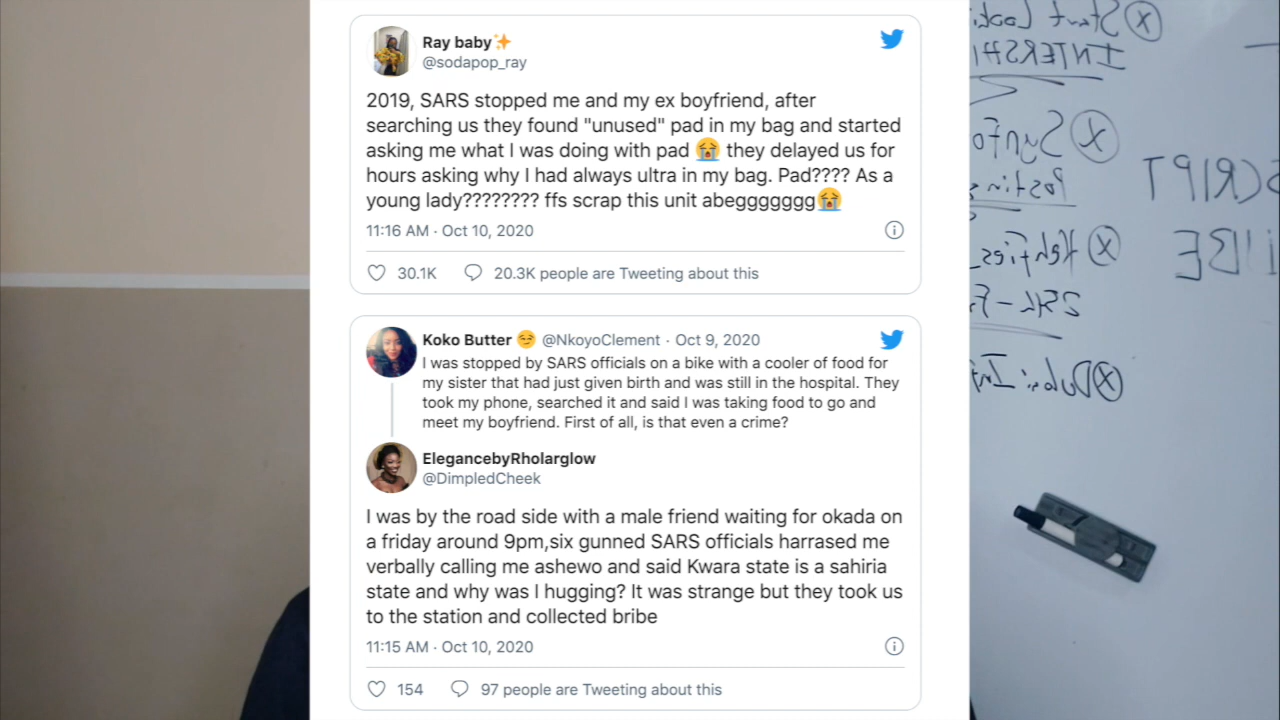 Ray baby✨
@sodapop_ray
2019, SARS stopped me and my ex boyfriend, after
searching us they found "unused" pad in my bag and started
asking me what I was doing with pad 😭 they delayed us for
hours asking why I had always ultra in my bag. Pad???? As a
young lady???????? ffs scrap this unit abeggggggg😭
11:16 AM · Oct 10, 2020
30.1K 20.3K people are Tweeting about this
Koko Butter 😏 @NkoyoClement · Oct 9, 2020
I was stopped by SARS officials on a bike with a cooler of food for
my sister that had just given birth and was still in the hospital. They
took my phone, searched it and said I was taking food to go and
meet my boyfriend. First of all, is that even a crime?
ElegancebyRholarglow
@DimpledCheek
I was by the road side with a male friend waiting for okada on
a friday around 9pm,six gunned SARS officials harrased me
verbally calling me ashewo and said Kwara state is a sahiria
state and why was I hugging? It was strange but they took us
to the station and collected bribe
11:15 AM · Oct 10, 2020
154 97 people are Tweeting about this
Start
INTERSHI
SCRIPT